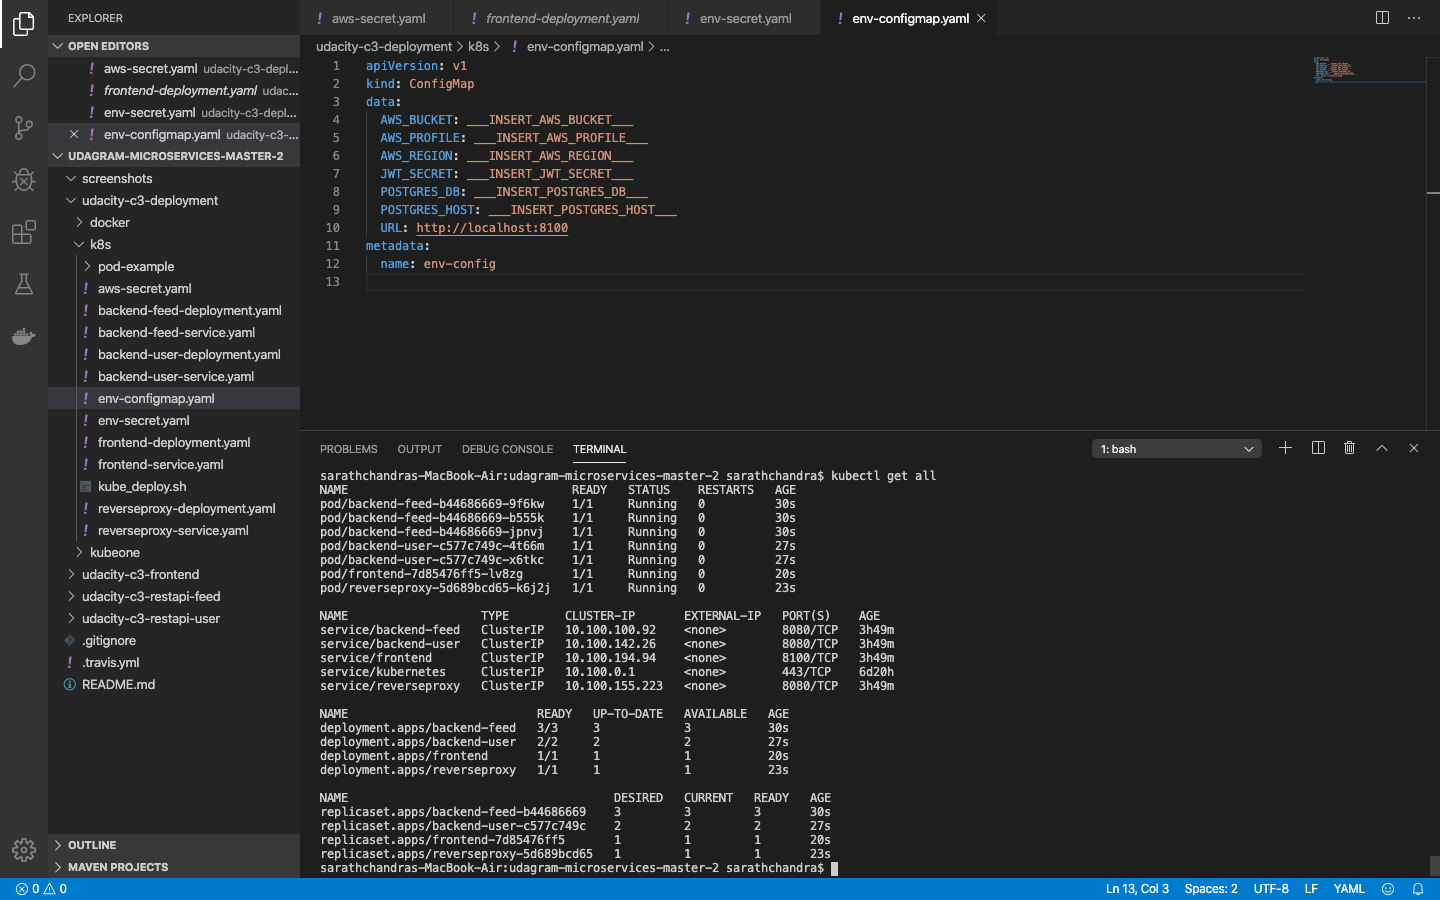 EXPLORER
OPEN EDITORS
aws-secret.yaml udacity-c3-depl...
frontend-deployment.yaml udac...
env-secret.yaml udacity-c3-depl...
env-configmap.yaml udacity-c3-...
UDAGRAM-MICROSERVICES-MASTER-2
screenshots
udacity-c3-deployment
docker
k8s
pod-example
aws-secret.yaml
backend-feed-deployment.yaml
backend-feed-service.yaml
backend-user-deployment.yaml
backend-user-service.yaml
env-configmap.yaml
env-secret.yaml
frontend-deployment.yaml
frontend-service.yaml
kube_deploy.sh
reverseproxy-deployment.yaml
reverseproxy-service.yaml
kubeone
udacity-c3-frontend
udacity-c3-restapi-feed
udacity-c3-restapi-user
.gitignore
.travis.yml
README.md
OUTLINE
MAVEN PROJECTS
aws-secret.yaml frontend-deployment.yaml env-secret.yaml env-configmap.yaml
udacity-c3-deployment > k8s > ! env-configmap.yaml > ...
1 apiVersion: v1
2 kind: ConfigMap
3 data:
4 AWS_BUCKET: ___INSERT_AWS_BUCKET___
5 AWS_PROFILE: ___INSERT_AWS_PROFILE___
6 AWS_REGION: ___INSERT_AWS_REGION___
7 JWT_SECRET: ___INSERT_JWT_SECRET___
8 POSTGRES_DB: ___INSERT_POSTGRES_DB___
9 POSTGRES_HOST: ___INSERT_POSTGRES_HOST___
10 URL: http://localhost:8100
11 metadata:
12 name: env-config
13
PROBLEMS OUTPUT DEBUG CONSOLE TERMINAL 1: bash
sarathchandras-MacBook-Air:udagram-microservices-master-2 sarathchandra$ kubectl get all
NAME READY STATUS RESTARTS AGE
pod/backend-feed-b44686669-9f6kw 1/1 Running 0 30s
pod/backend-feed-b44686669-b555k 1/1 Running 0 30s
pod/backend-feed-b44686669-jpnvj 1/1 Running 0 30s
pod/backend-user-c577c749c-4t66m 1/1 Running 0 27s
pod/backend-user-c577c749c-x6tkc 1/1 Running 0 27s
pod/frontend-7d85476ff5-lv8zg 1/1 Running 0 20s
pod/reverseproxy-5d689bcd65-k6j2j 1/1 Running 0 23s
NAME TYPE CLUSTER-IP EXTERNAL-IP PORT(S) AGE
service/backend-feed ClusterIP 10.100.100.92 <none> 8080/TCP 3h49m
service/backend-user ClusterIP 10.100.142.26 <none> 8080/TCP 3h49m
service/frontend ClusterIP 10.100.194.94 <none> 8100/TCP 3h49m
service/kubernetes ClusterIP 10.100.0.1 <none> 443/TCP 6d20h
service/reverseproxy ClusterIP 10.100.155.223 <none> 8080/TCP 3h49m
NAME READY UP-TO-DATE AVAILABLE AGE
deployment.apps/backend-feed 3/3 3 3 30s
deployment.apps/backend-user 2/2 2 2 27s
deployment.apps/frontend 1/1 1 1 20s
deployment.apps/reverseproxy 1/1 1 1 23s
NAME DESIRED CURRENT READY AGE
replicaset.apps/backend-feed-b44686669 3 3 3 30s
replicaset.apps/backend-user-c577c749c 2 2 2 27s
replicaset.apps/frontend-7d85476ff5 1 1 1 20s
replicaset.apps/reverseproxy-5d689bcd65 1 1 1 23s
sarathchandras-MacBook-Air:udagram-microservices-master-2 sarathchandra$
0 0 Ln 13, Col 3 Spaces: 2 UTF-8 LF YAML